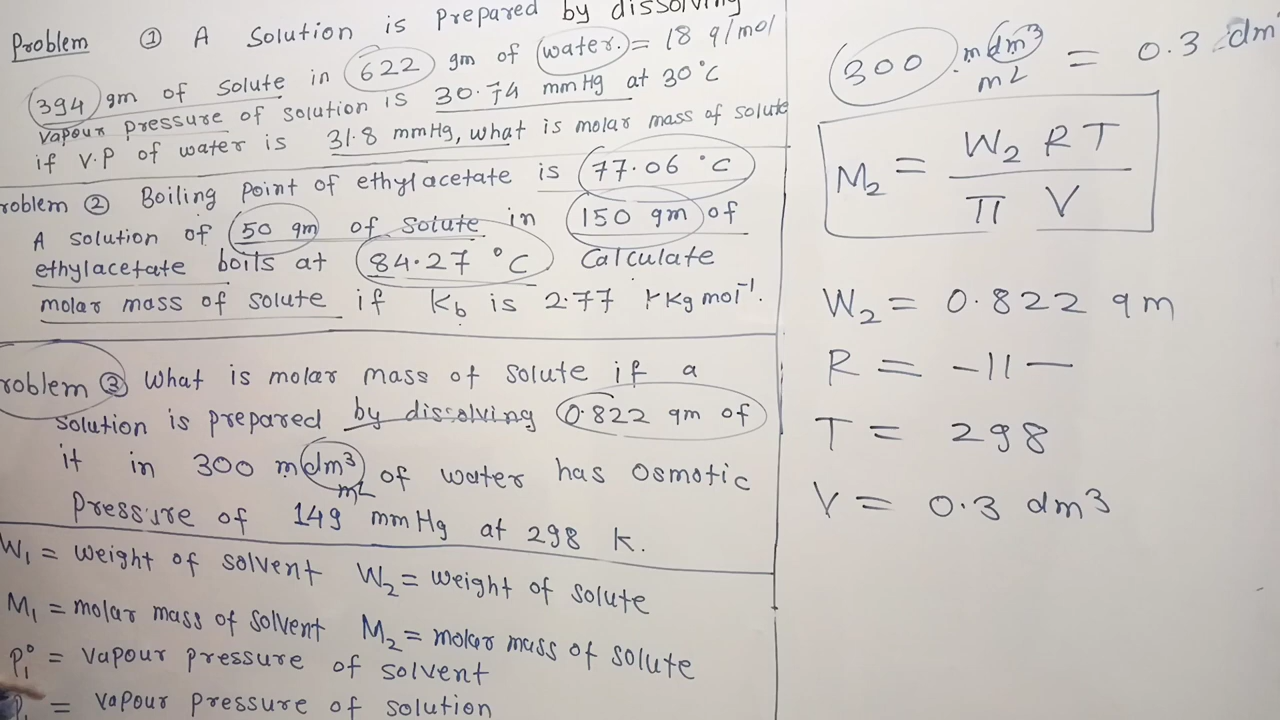 Problem ① A Solution is prepared by dissolving
394 gm of solute in 622 gm of water. = 18 g/mol
vapour pressure of solution is 30.74 mmHg at 30°C
if V.P of water is 31.8 mmHg, what is molar mass of solute
roblem ② Boiling point of ethylacetate is 77.06 °C
A solution of 50 gm of solute in 150 gm of
ethylacetate boils at 84.27 °C Calculate
molar mass of solute if Kb is 2.77 Kg mol⁻¹.
roblem ③ What is molar mass of solute if a
solution is prepared by dissolving 0.822 gm of
it in 300 mdm³ of water has osmotic
ml
Pressure of 149 mmHg at 298 K.
W₁ = weight of solvent W₂ = weight of solute
M₁ = molar mass of solvent M₂ = molar mass of solute
P₁° = vapour pressure of solvent
P₁ = vapour pressure of solution
300 mdm³ = 0.3 dm
ml
M₂ = W₂ R T
π V
W₂ = 0.822 gm
R = -11-
T = 298
V = 0.3 dm³